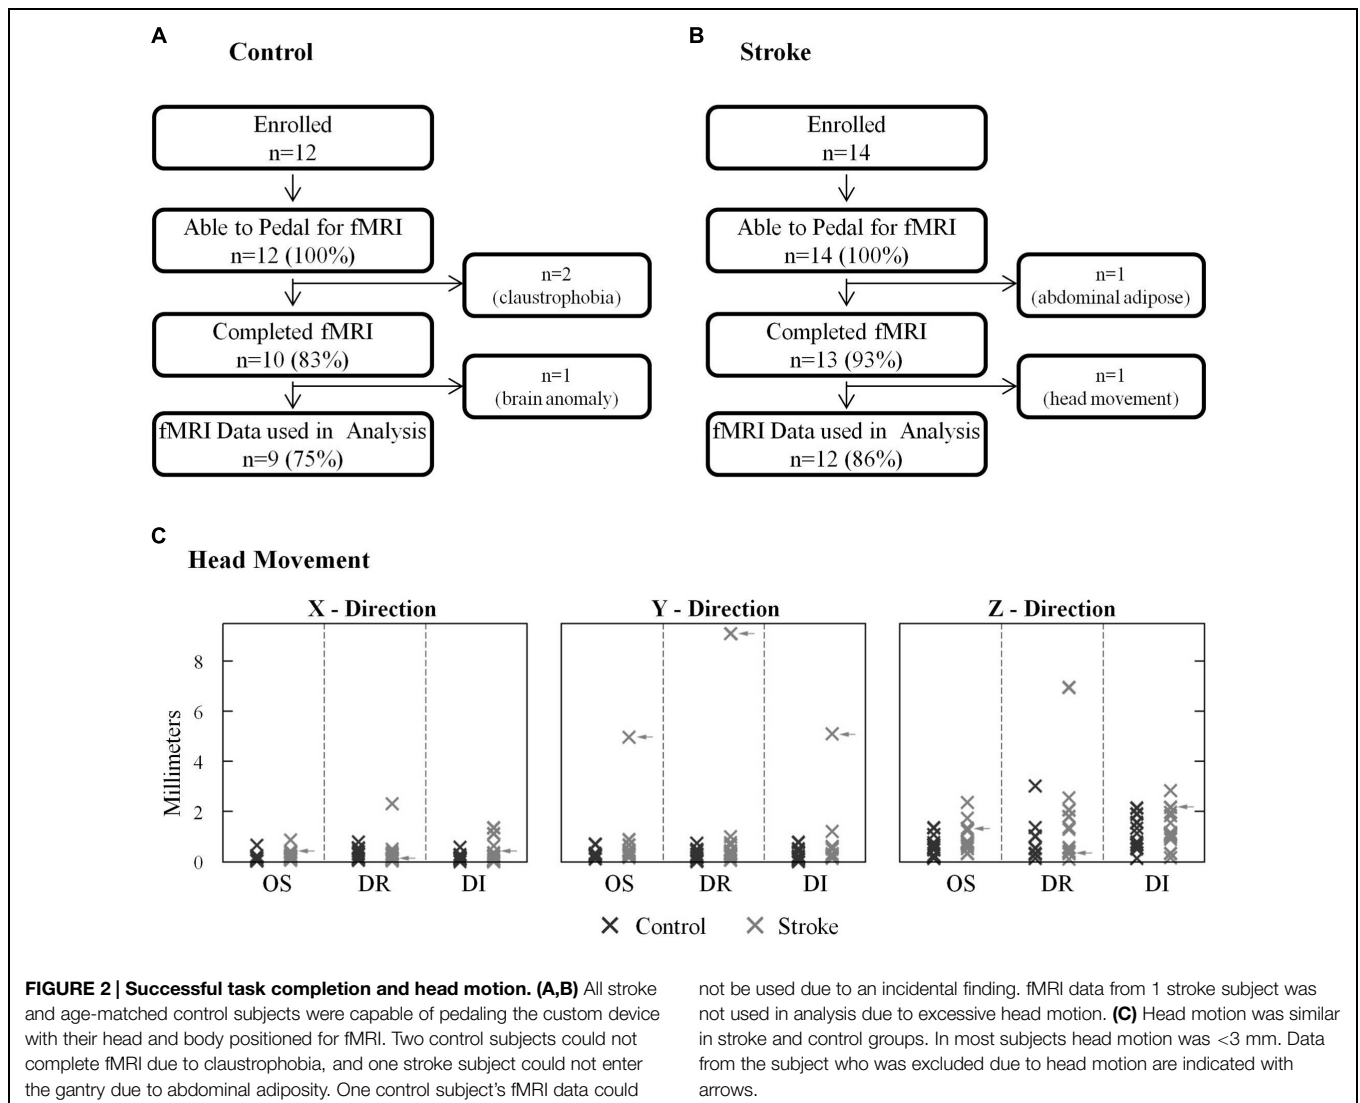 A
Control
Enrolled
n=12
Able to Pedal for fMRI
n=12 (100%)
n=2
(claustrophobia)
Completed fMRI
n=10 (83%)
n=1
(brain anomaly)
fMRI Data used in Analysis
n=9 (75%)
B
Stroke
Enrolled
n=14
Able to Pedal for fMRI
n=14 (100%)
n=1
(abdominal adipose)
Completed fMRI
n=13 (93%)
n=1
(head movement)
fMRI Data used in Analysis
n=12 (86%)
C
Head Movement
X - Direction
Y - Direction
Z - Direction
Millimeters
8
6
4
2
0
OS DR DI
OS DR DI
OS DR DI
Control Stroke
FIGURE 2 | Successful task completion and head motion. (A,B) All stroke
and age-matched control subjects were capable of pedaling the custom device
with their head and body positioned for fMRI. Two control subjects could not
complete fMRI due to claustrophobia, and one stroke subject could not enter
the gantry due to abdominal adiposity. One control subject's fMRI data could
not be used due to an incidental finding. fMRI data from 1 stroke subject was
not used in analysis due to excessive head motion. (C) Head motion was similar
in stroke and control groups. In most subjects head motion was <3 mm. Data
from the subject who was excluded due to head motion are indicated with
arrows.